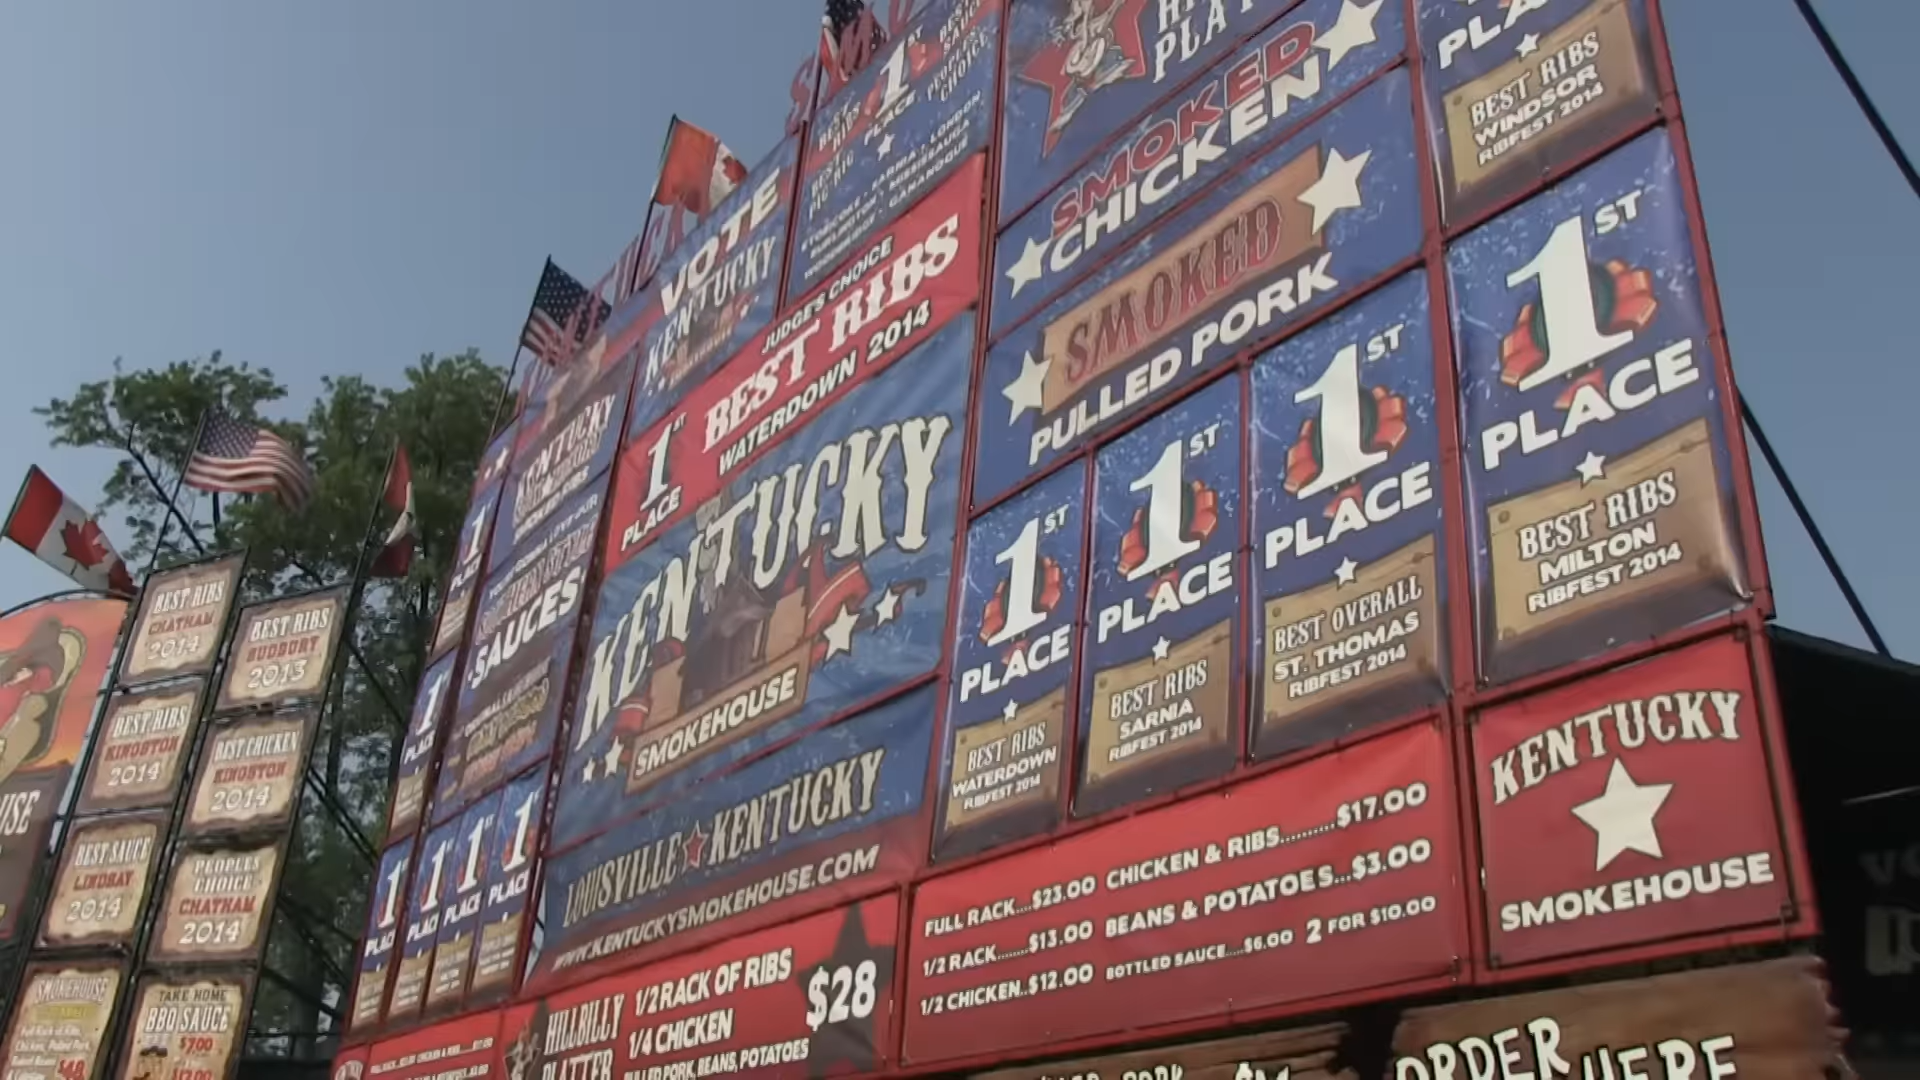 1ST
PLACE
BEST RIBS
WINDSOR
RIBFEST 2014
SMOKED
CHICKEN
SMOKED
PULLED PORK
VOTE
KENTUCKY
JUDGE'S CHOICE
BEST RIBS
WATERDOWN 2014
1ST
PLACE
KENTUCKY
SMOKEHOUSE
LOUISVILLE KENTUCKY
WWW.KENTUCKYSMOKEHOUSE.COM
KENTUCKY
SAUCES
1ST
PLACE
BEST RIBS
WATERDOWN
RIBFEST 2014
1ST
PLACE
BEST RIBS
SARNIA
RIBFEST 2014
1ST
PLACE
BEST OVERALL
ST. THOMAS
RIBFEST 2014
1ST
PLACE
BEST RIBS
MILTON
RIBFEST 2014
KENTUCKY
SMOKEHOUSE
FULL RACK....$23.00 CHICKEN & RIBS..........$17.00
1/2 RACK.......$13.00 BEANS & POTATOES...$3.00
1/2 CHICKEN..$12.00 BOTTLED SAUCE.....$6.00 2 FOR $10.00
HILLBILLY
PLATTER
1/2 RACK OF RIBS
1/4 CHICKEN
PULLED PORK, BEANS, POTATOES
$28
ORDER HERE
BEST RIBS
CHATHAM
2014
BEST RIBS
SUDBURY
2013
BEST RIBS
KINGSTON
2014
BEST CHICKEN
KINGSTON
2014
BEST SAUCE
LINDSAY
2014
PEOPLES
CHOICE
CHATHAM
2014
SMOKEHOUSE
TAKE HOME
BBQ SAUCE
$7.00